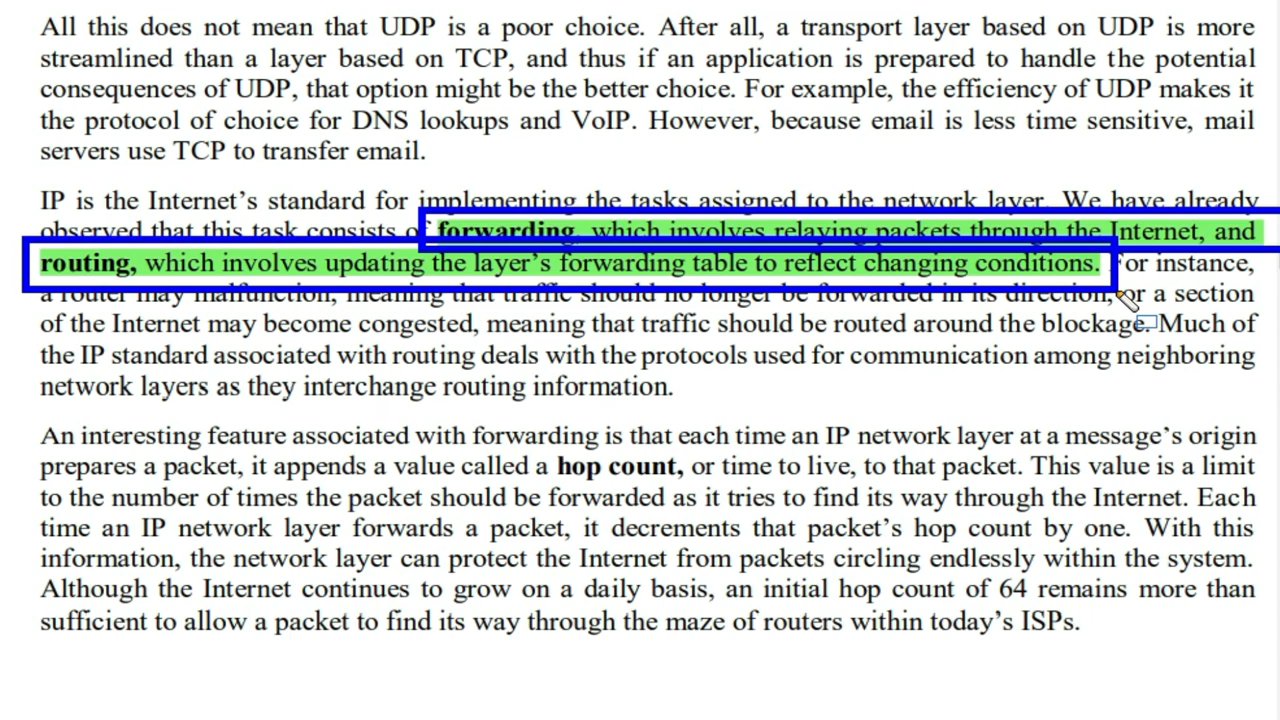 All this does not mean that UDP is a poor choice. After all, a transport layer based on UDP is more
streamlined than a layer based on TCP, and thus if an application is prepared to handle the potential
consequences of UDP, that option might be the better choice. For example, the efficiency of UDP makes it
the protocol of choice for DNS lookups and VoIP. However, because email is less time sensitive, mail
servers use TCP to transfer email.
IP is the Internet’s standard for implementing the tasks assigned to the network layer. We have already
observed that this task consists of forwarding, which involves relaying packets through the Internet, and
routing, which involves updating the layer’s forwarding table to reflect changing conditions. For instance,
a router may malfunction, meaning that traffic should no longer be forwarded in its direction, or a section
of the Internet may become congested, meaning that traffic should be routed around the blockage. Much of
the IP standard associated with routing deals with the protocols used for communication among neighboring
network layers as they interchange routing information.
An interesting feature associated with forwarding is that each time an IP network layer at a message’s origin
prepares a packet, it appends a value called a hop count, or time to live, to that packet. This value is a limit
to the number of times the packet should be forwarded as it tries to find its way through the Internet. Each
time an IP network layer forwards a packet, it decrements that packet’s hop count by one. With this
information, the network layer can protect the Internet from packets circling endlessly within the system.
Although the Internet continues to grow on a daily basis, an initial hop count of 64 remains more than
sufficient to allow a packet to find its way through the maze of routers within today’s ISPs.